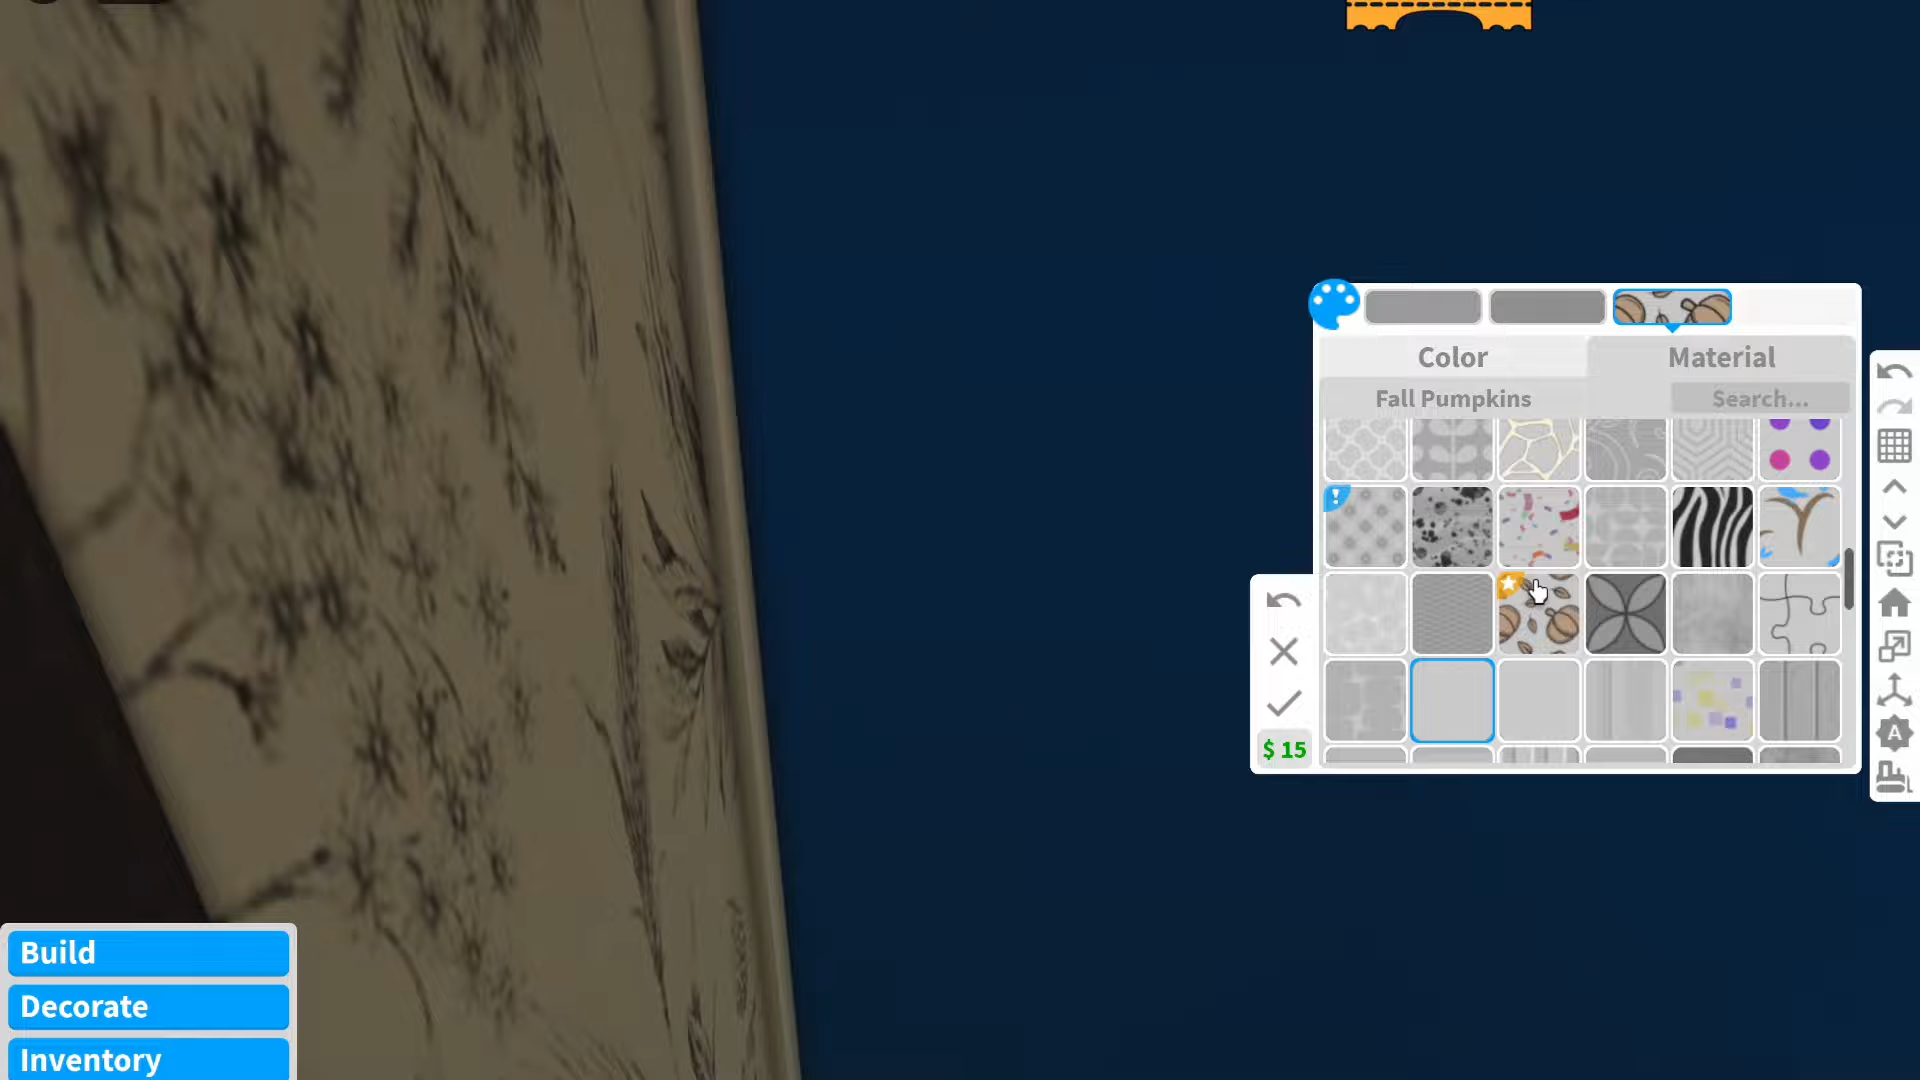 Color
Material
Fall Pumpkins
Search...
!
$ 15
A
Build
Decorate
Inventory